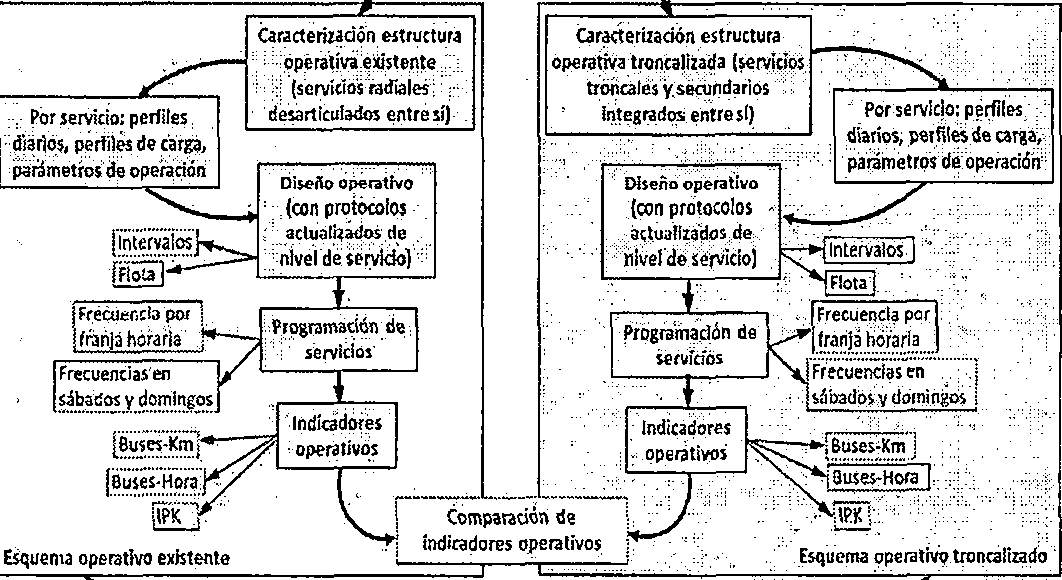 Caracterización estructura
operativa existente
(servicios radiales
desarticulados entre sí)
Por servicio: perfiles
diarios, perfiles de carga,
parámetros de operación
Diseño operativo
(con protocolos
actualizados de
nivel de servicio)
Intervalos
Flota
Programación de
servicios
Frecuencia por
franja horaria
Frecuencias en
sábados y domingos
Indicadores
operativos
Buses-Km
Buses-Hora
IPK
Esquema operativo existente
Caracterización estructura
operativa troncalizada (servicios
troncales y secundarios
integrados entre sí)
Por servicio: perfiles
diarios, perfiles de carga,
parámetros de operación
Diseño operativo
(con protocolos
actualizados de
nivel de servicio)
Intervalos
Flota
Programación de
servicios
Frecuencia por
franja horaria
Frecuencias en
sábados y domingos
Indicadores
operativos
Buses-Km
Buses-Hora
IPK
Comparación de
indicadores operativos
Esquema operativo troncalizado